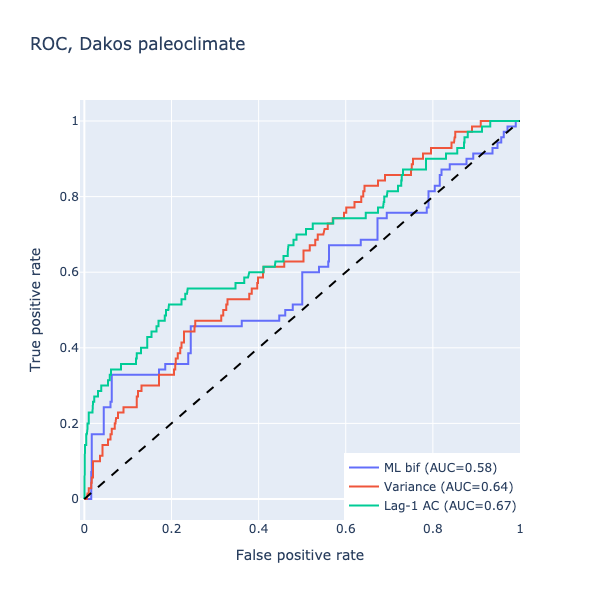 ROC, Dakos paleoclimate
True positive rate
1
0.8
0.6
0.4
0.2
0
0 0.2 0.4 0.6 0.8 1
False positive rate
ML bif (AUC=0.58)
Variance (AUC=0.64)
Lag-1 AC (AUC=0.67)